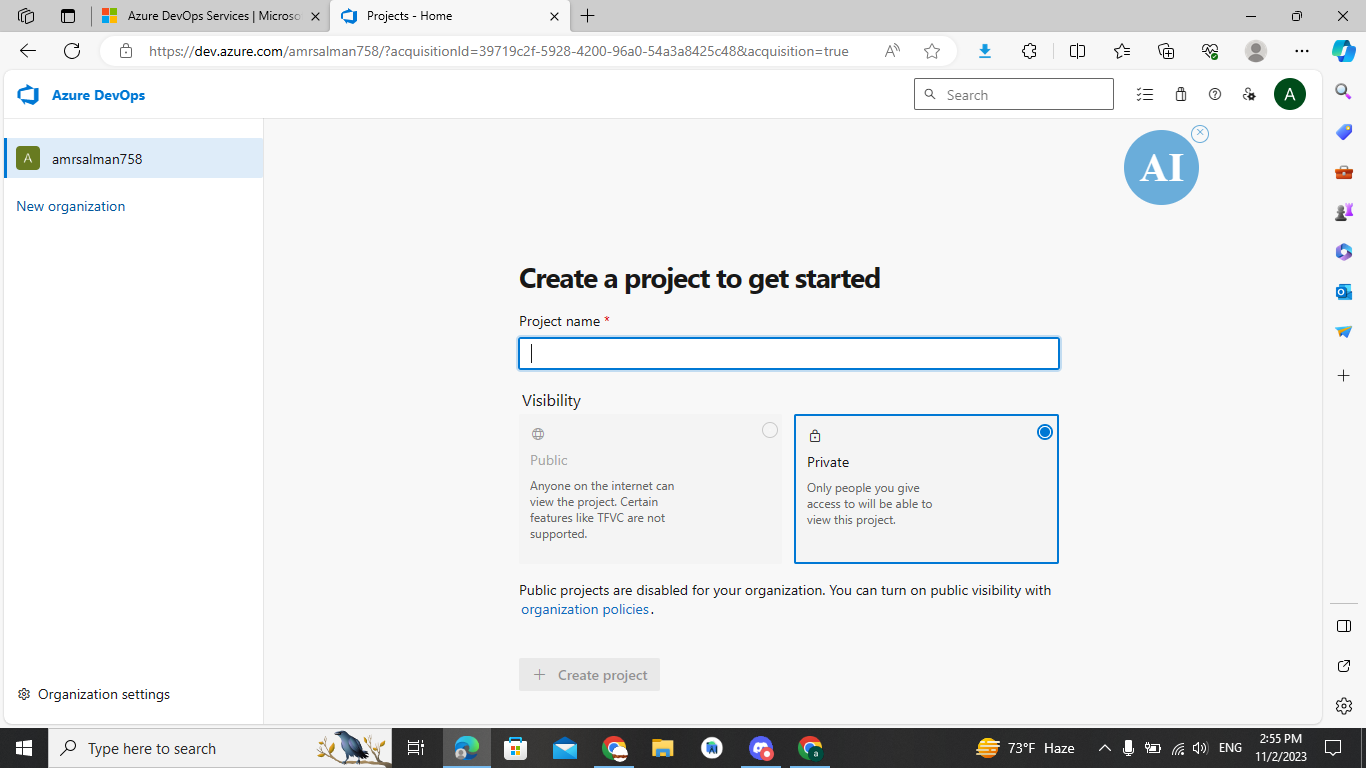 Azure DevOps Services | Microso
Projects - Home
https://dev.azure.com/amrsalman758/?acquisitionId=39719c2f-5928-4200-96a0-54a3a8425c48&acquisition=true
Azure DevOps
Search
A
A
amrsalman758
New organization
AI
Create a project to get started
Project name *
Visibility
Public
Anyone on the internet can
view the project. Certain
features like TFVC are not
supported.
Private
Only people you give
access to will be able to
view this project.
Public projects are disabled for your organization. You can turn on public visibility with
organization policies.
+ Create project
Organization settings
Type here to search
73°F Haze
ENG
2:55 PM
11/2/2023